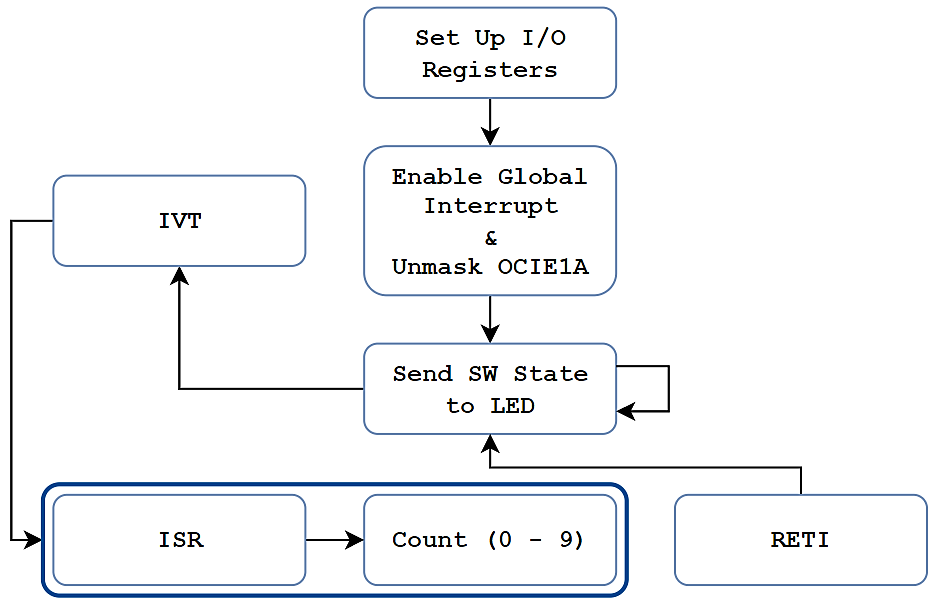 Set Up I/O
Registers
Enable Global
Interrupt
&
Unmask OCIE1A
IVT
Send SW State
to LED
ISR
Count (0 - 9)
RETI